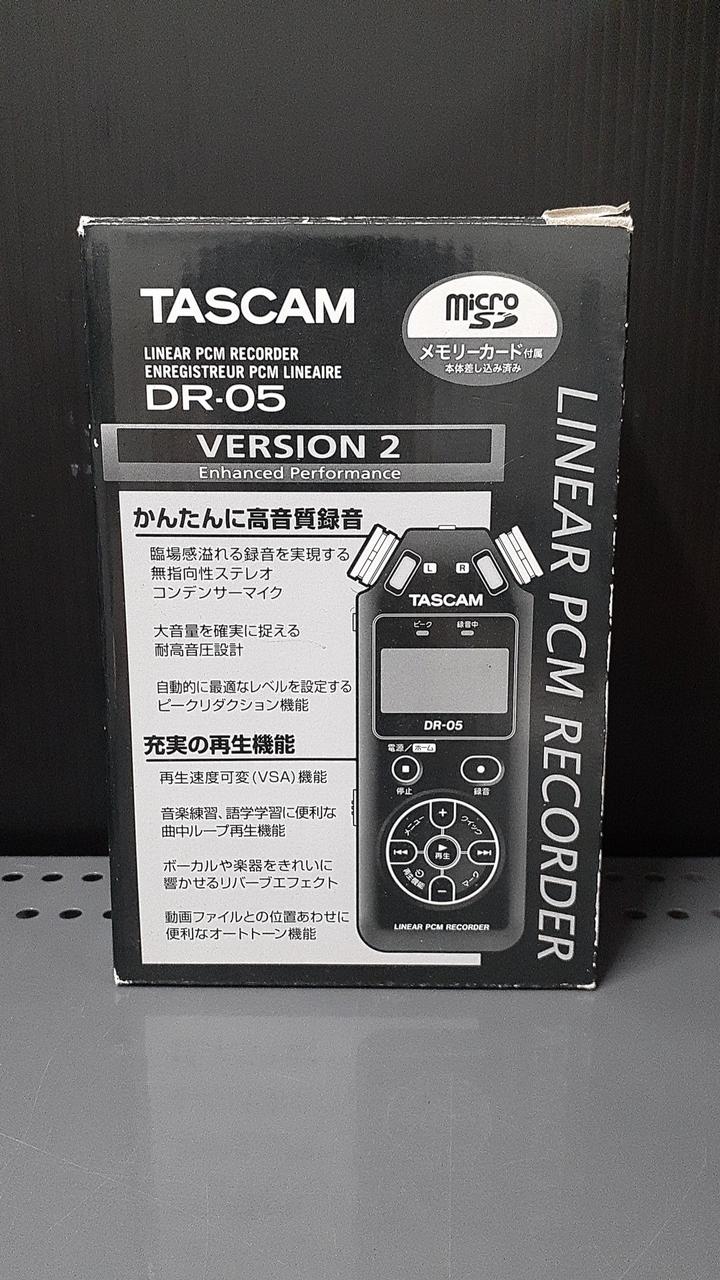 TASCAM
LINEAR PCM RECORDER
ENREGISTREUR PCM LINEAIRE
DR-05
micro
SD
メモリーカード付属
本体差し込み済み
VERSION 2
Enhanced Performance
かんたんに高音質録音
臨場感溢れる録音を実現する
無指向性ステレオ
コンデンサーマイク
大音量を確実に捉える
耐高音圧設計
自動的に最適なレベルを設定する
ピークリダクション機能
充実の再生機能
再生速度可変(VSA)機能
音楽練習、語学学習に便利な
曲中ループ再生機能
ボーカルや楽器をきれいに
響かせるリバーブエフェクト
動画ファイルとの位置あわせに
便利なオートトーン機能
L R
TASCAM
ピーク 録音中
DR-05
電源/ホーム
停止 録音
メニュー + クイック
再生
再生機能 − マーク
LINEAR PCM RECORDER
LINEAR PCM RECORDER